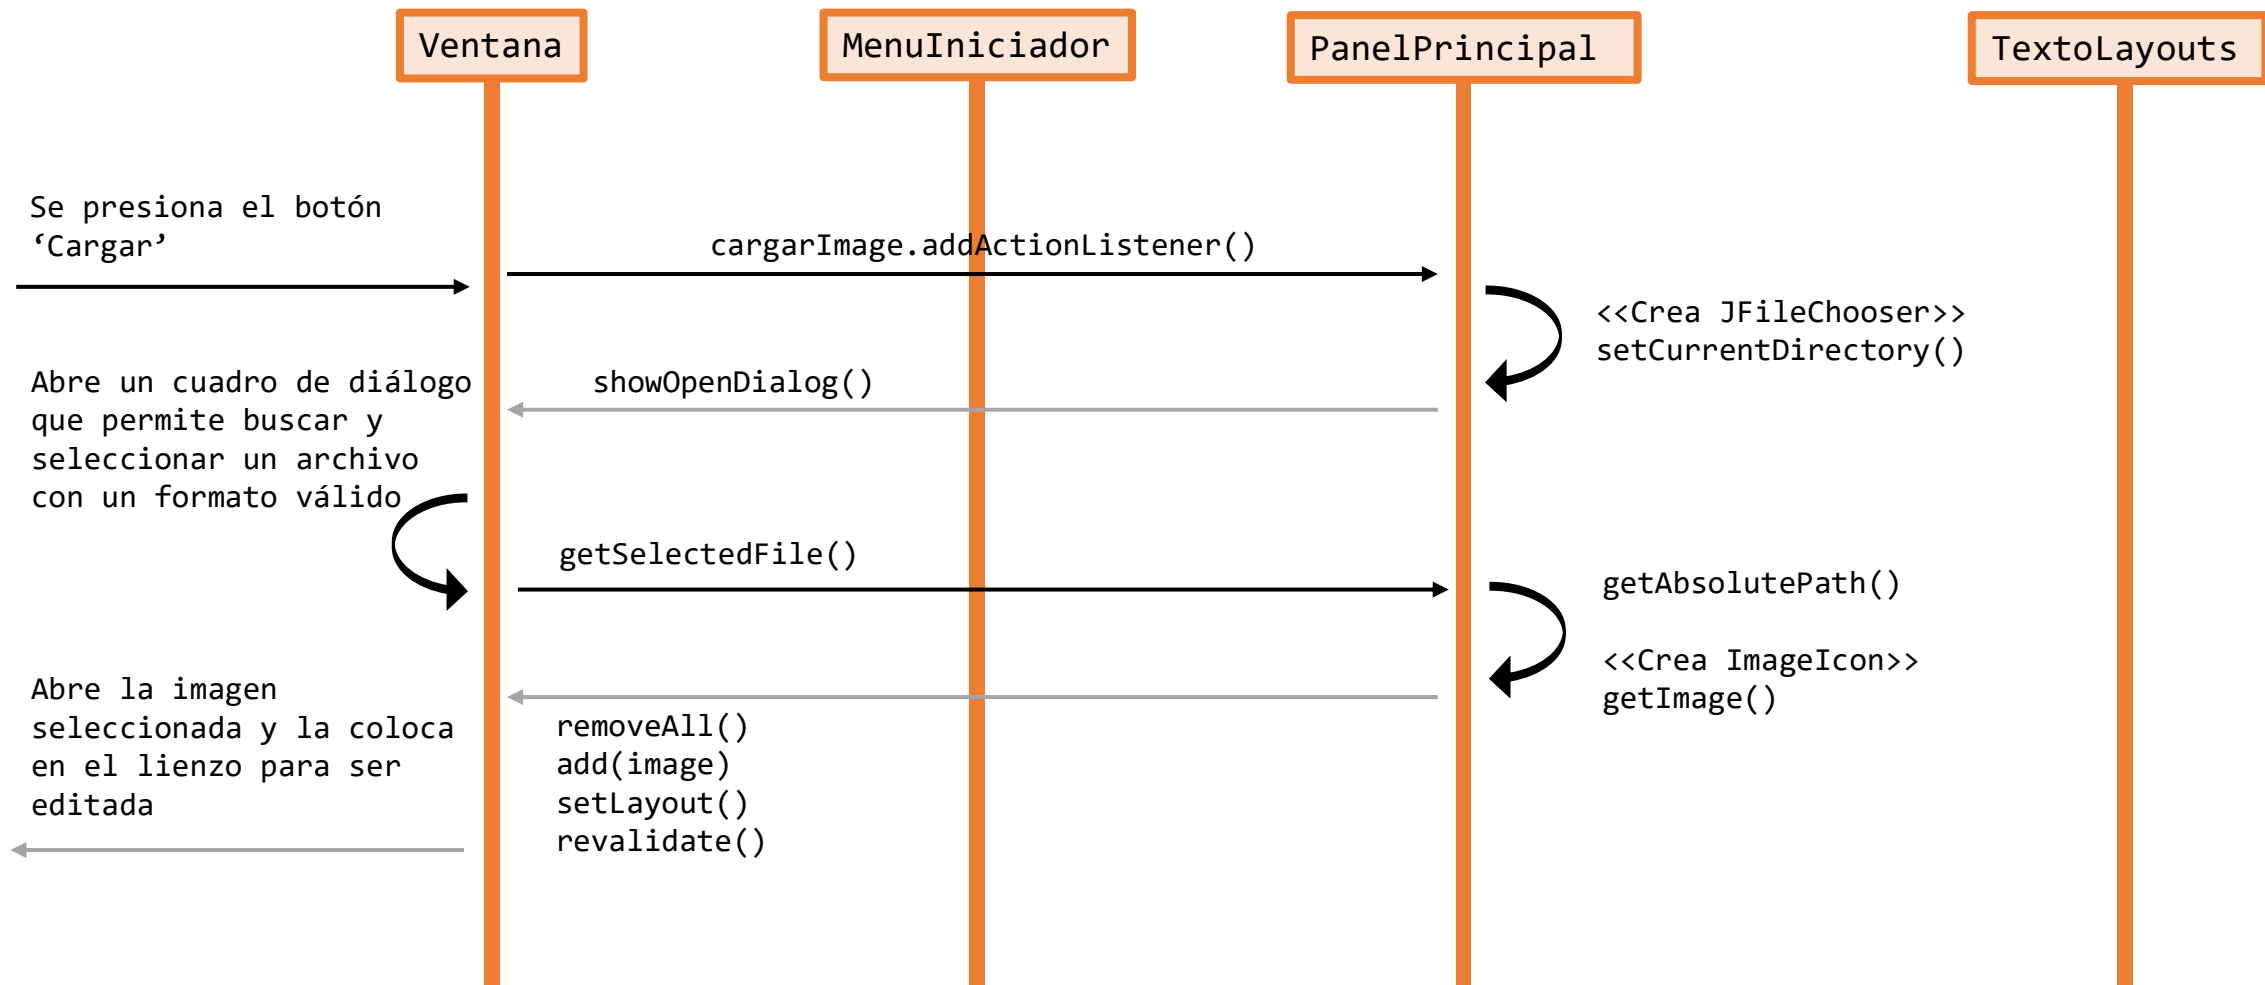 Ventana
MenuIniciador
PanelPrincipal
TextoLayouts
Se presiona el botón
‘Cargar’
cargarImage.addActionListener()
<<Crea JFileChooser>>
setCurrentDirectory()
Abre un cuadro de diálogo
que permite buscar y
seleccionar un archivo
con un formato válido
showOpenDialog()
getSelectedFile()
getAbsolutePath()
<<Crea ImageIcon>>
getImage()
Abre la imagen
seleccionada y la coloca
en el lienzo para ser
editada
removeAll()
add(image)
setLayout()
revalidate()